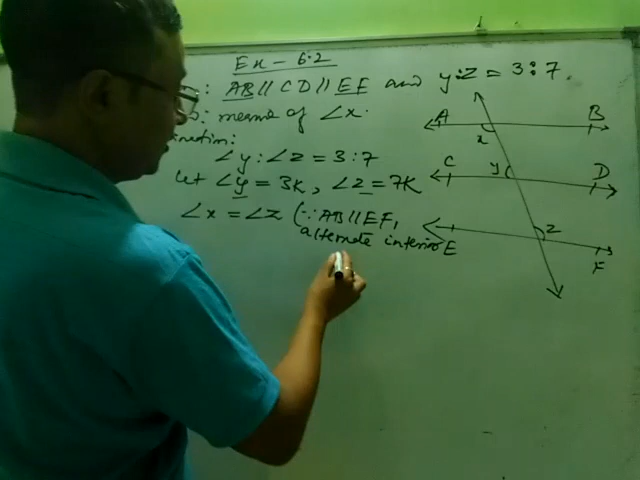 Ex - 6.2
: AB || CD || EF and y:z = 3:7.
: measure of ∠x.
∠y : ∠z = 3 : 7
let ∠y = 3K, ∠z = 7K
∠x = ∠z (∵ AB || EF,
alternate interior
A B
x
C y D
z
E F